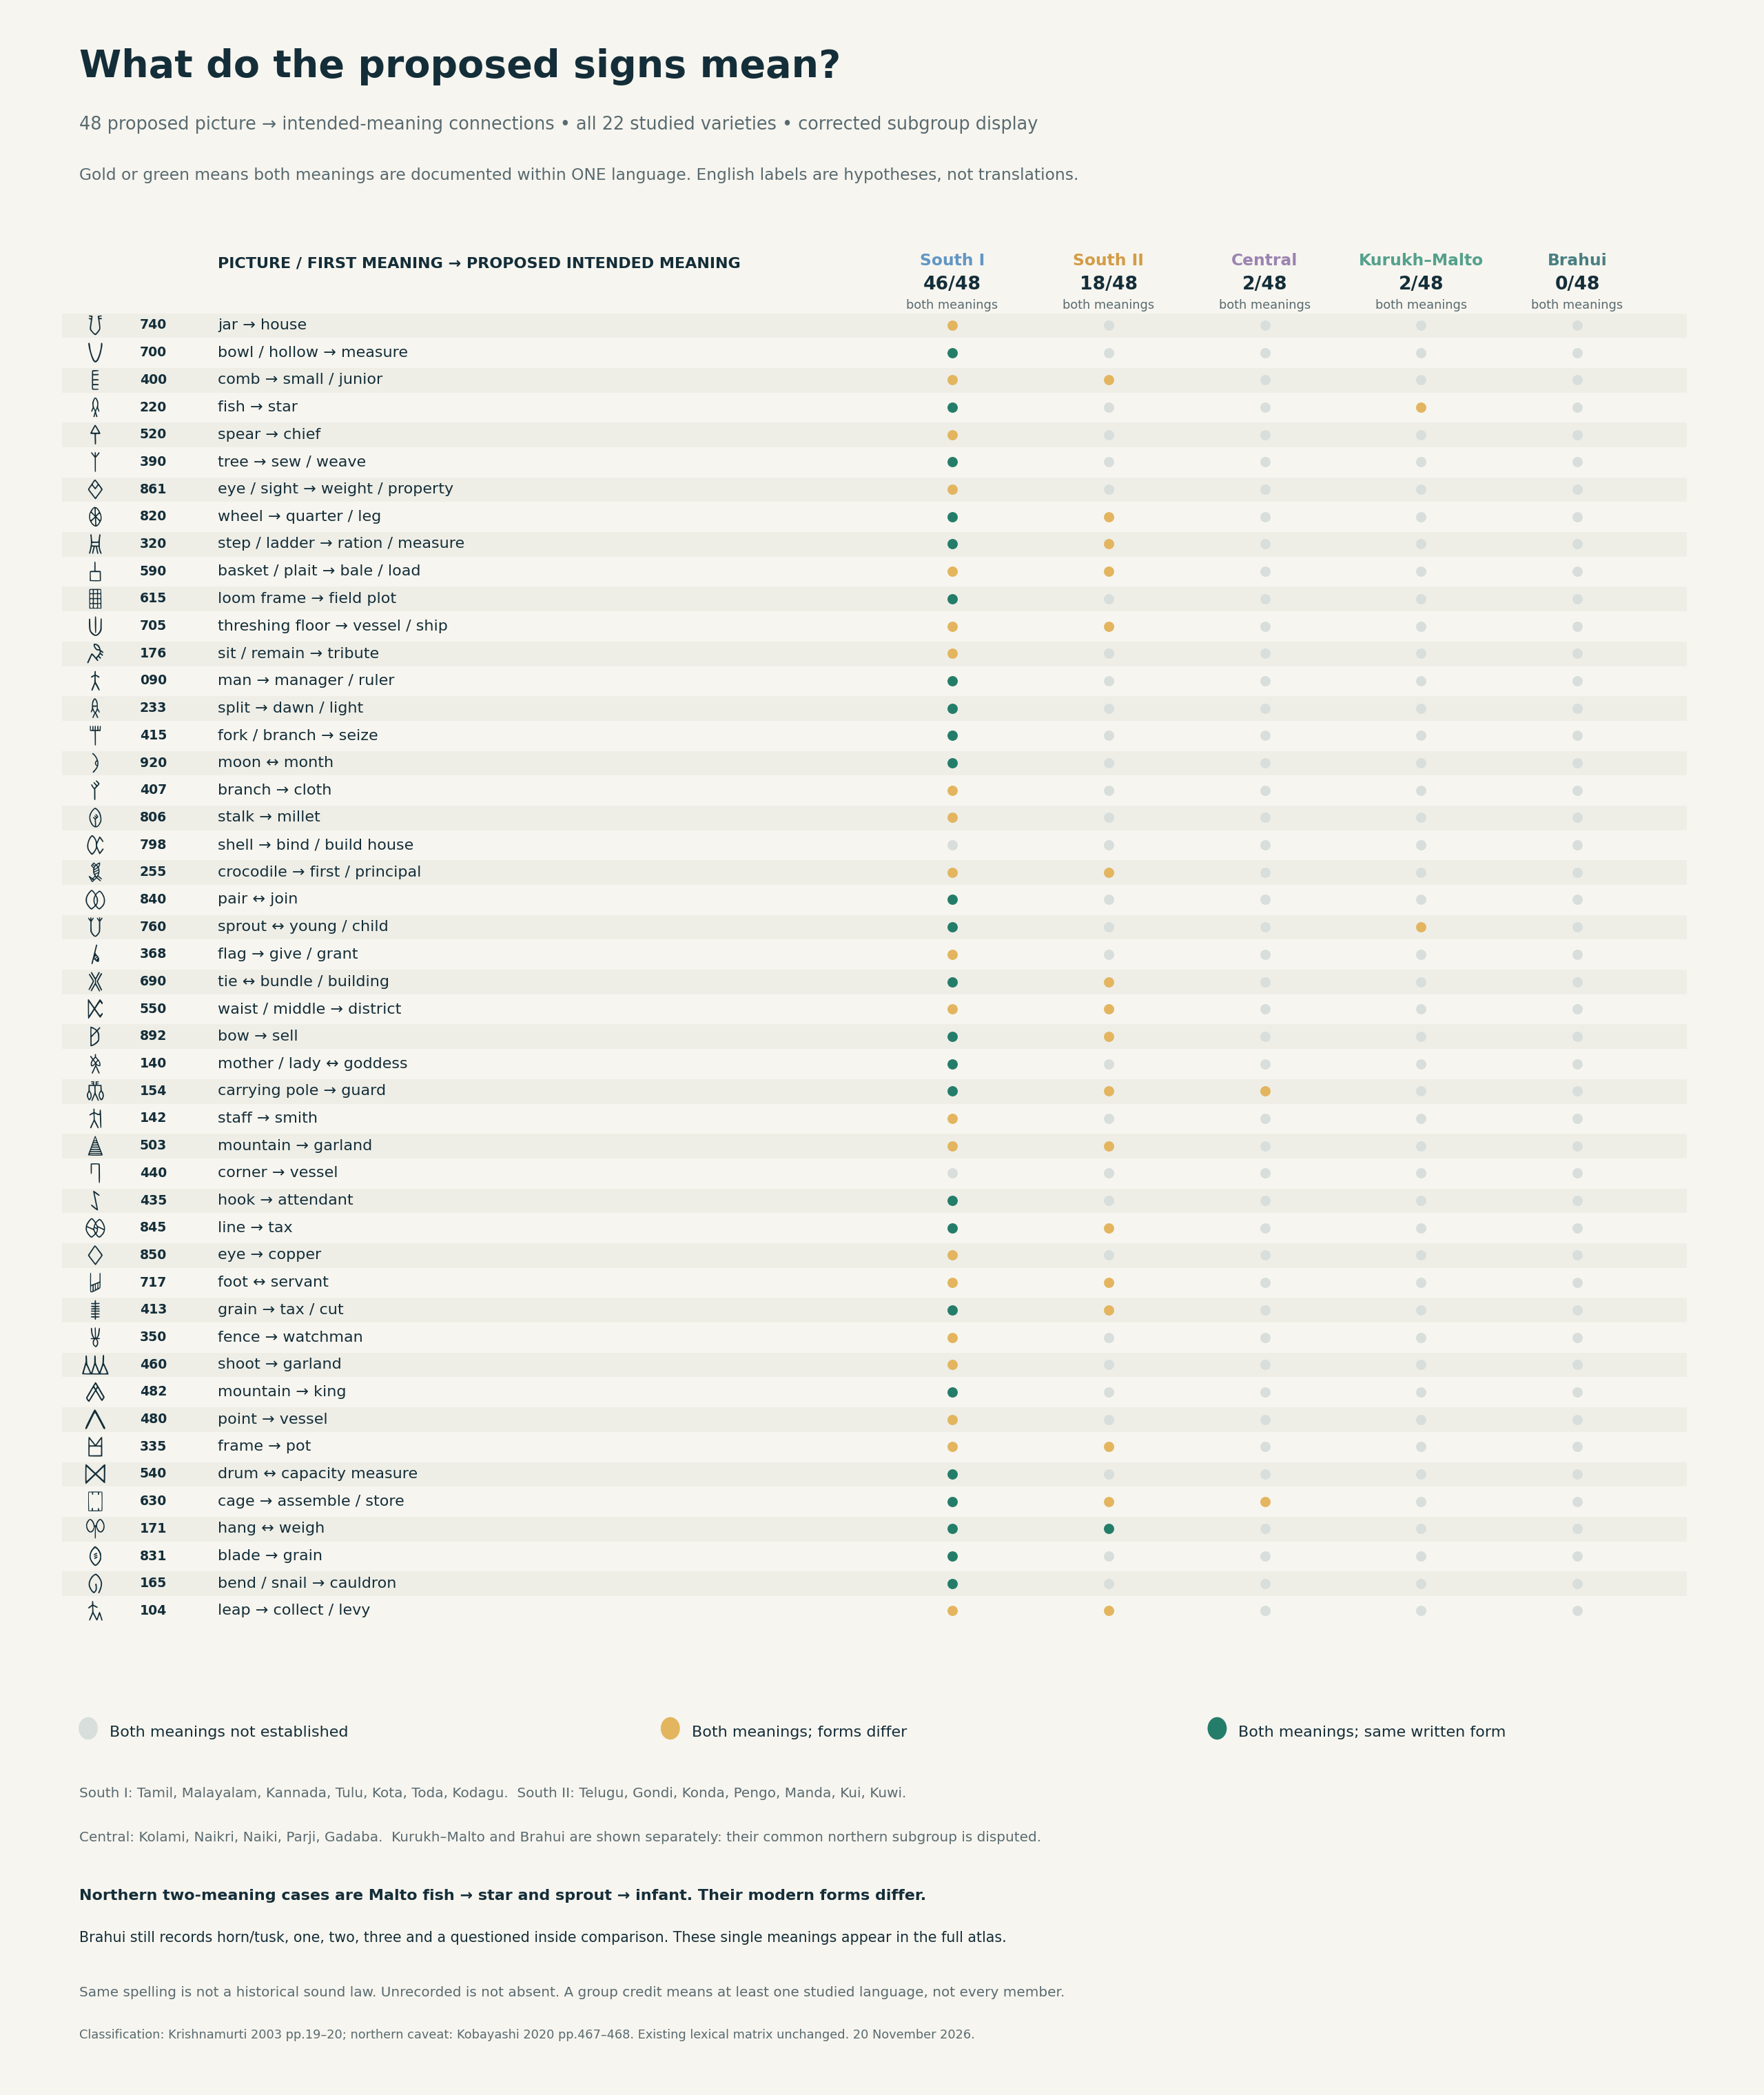 What do the proposed signs mean?
48 proposed picture → intended-meaning connections • all 22 studied varieties • corrected subgroup display
Gold or green means both meanings are documented within ONE language. English labels are hypotheses, not translations.
PICTURE / FIRST MEANING → PROPOSED INTENDED MEANING
South I South II Central Kurukh–Malto Brahui
46/48 18/48 2/48 2/48 0/48
both meanings both meanings both meanings both meanings both meanings
740 jar → house
700 bowl / hollow → measure
400 comb → small / junior
220 fish → star
520 spear → chief
390 tree → sew / weave
861 eye / sight → weight / property
820 wheel → quarter / leg
320 step / ladder → ration / measure
590 basket / plait → bale / load
615 loom frame → field plot
705 threshing floor → vessel / ship
176 sit / remain → tribute
090 man → manager / ruler
233 split → dawn / light
415 fork / branch → seize
920 moon ↔ month
407 branch → cloth
806 stalk → millet
798 shell → bind / build house
255 crocodile → first / principal
840 pair ↔ join
760 sprout ↔ young / child
368 flag → give / grant
690 tie ↔ bundle / building
550 waist / middle → district
892 bow → sell
140 mother / lady ↔ goddess
154 carrying pole → guard
142 staff → smith
503 mountain → garland
440 corner → vessel
435 hook → attendant
845 line → tax
850 eye → copper
717 foot ↔ servant
413 grain → tax / cut
350 fence → watchman
460 shoot → garland
482 mountain → king
480 point → vessel
335 frame → pot
540 drum ↔ capacity measure
630 cage → assemble / store
171 hang ↔ weigh
831 blade → grain
165 bend / snail → cauldron
104 leap → collect / levy
Both meanings not established
Both meanings; forms differ
Both meanings; same written form
South I: Tamil, Malayalam, Kannada, Tulu, Kota, Toda, Kodagu. South II: Telugu, Gondi, Konda, Pengo, Manda, Kui, Kuwi.
Central: Kolami, Naikri, Naiki, Parji, Gadaba. Kurukh–Malto and Brahui are shown separately: their common northern subgroup is disputed.
Northern two-meaning cases are Malto fish → star and sprout → infant. Their modern forms differ.
Brahui still records horn/tusk, one, two, three and a questioned inside comparison. These single meanings appear in the full atlas.
Same spelling is not a historical sound law. Unrecorded is not absent. A group credit means at least one studied language, not every member.
Classification: Krishnamurti 2003 pp.19–20; northern caveat: Kobayashi 2020 pp.467–468. Existing lexical matrix unchanged. 20 November 2026.